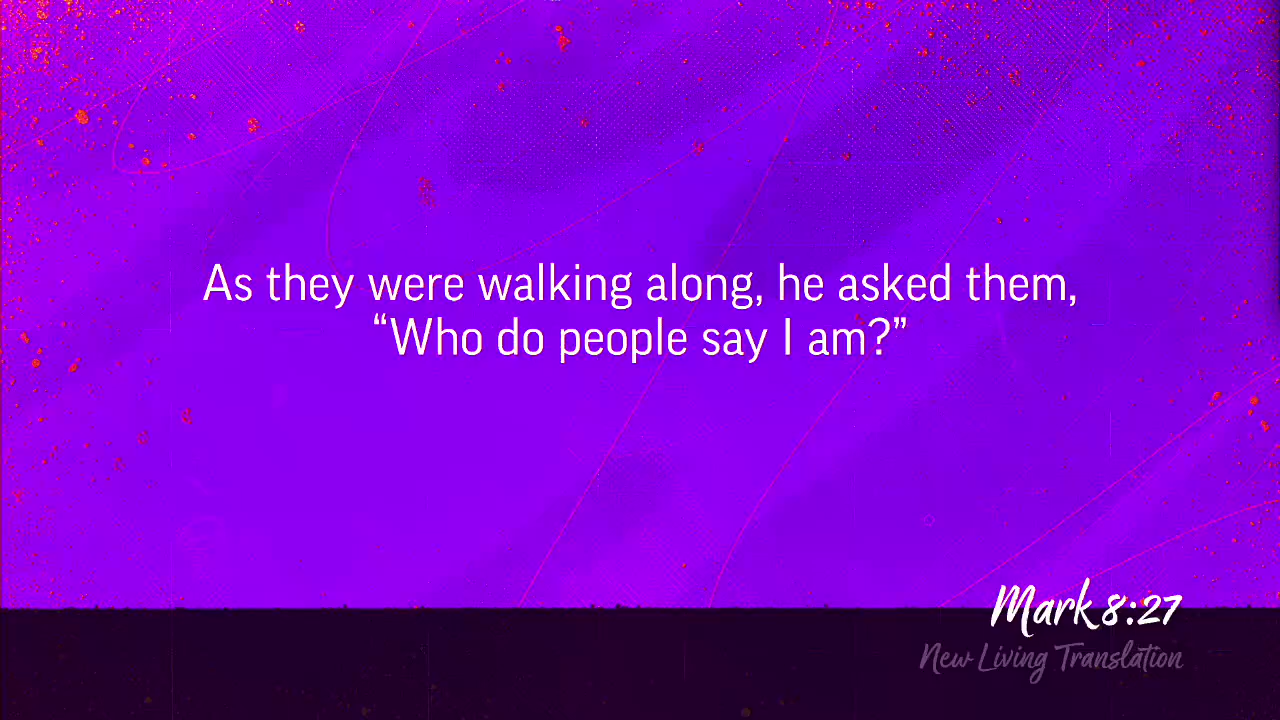 As they were walking along, he asked them,
“Who do people say I am?”
Mark 8:27
New Living Translation